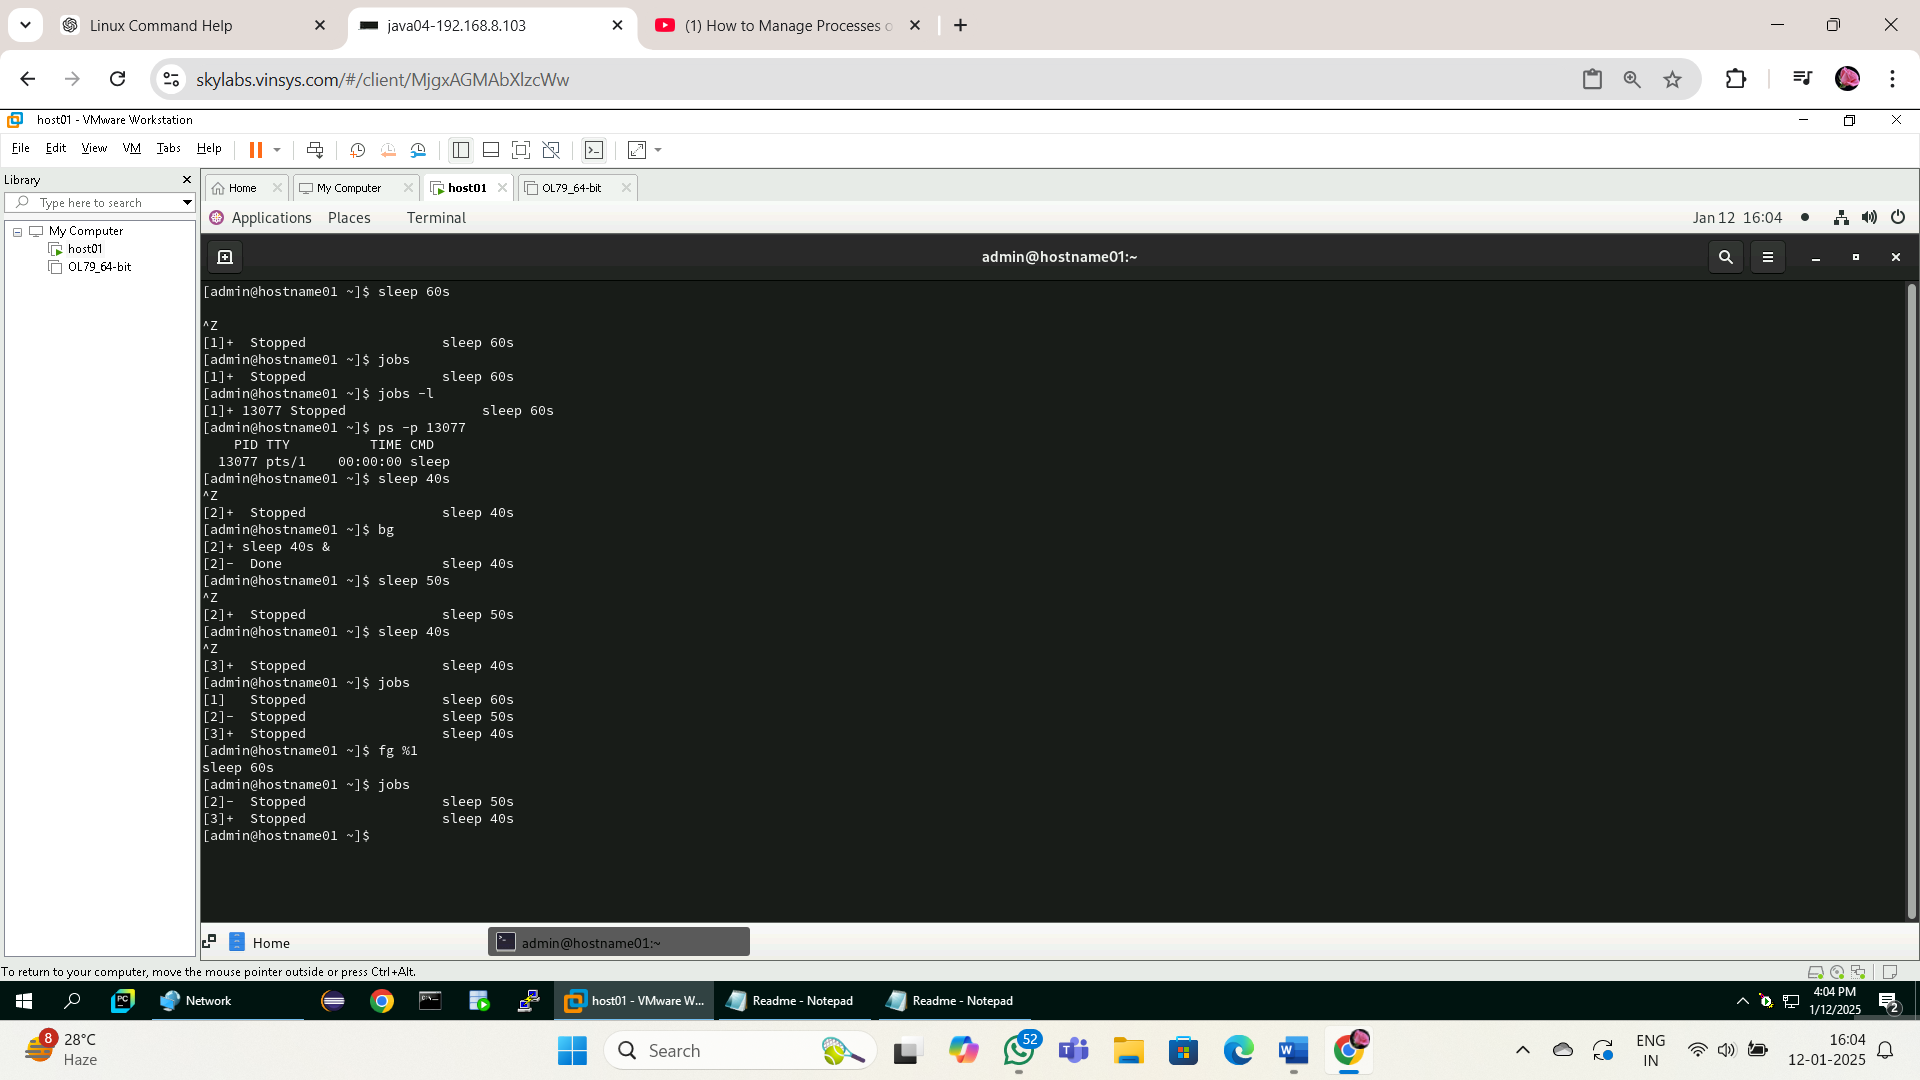 Linux Command Help
java04-192.168.8.103
(1) How to Manage Processes o
skylabs.vinsys.com/#/client/MjgxAGMAbXlzcWw
host01 - VMware Workstation
File Edit View VM Tabs Help
Library
Home
My Computer
host01
OL79_64-bit
Type here to search
My Computer
host01
OL79_64-bit
Applications Places Terminal
Jan 12 16:04
admin@hostname01:~
[admin@hostname01 ~]$ sleep 60s
^Z
[1]+  Stopped                 sleep 60s
[admin@hostname01 ~]$ jobs
[1]+  Stopped                 sleep 60s
[admin@hostname01 ~]$ jobs -l
[1]+ 13077 Stopped                 sleep 60s
[admin@hostname01 ~]$ ps -p 13077
    PID TTY          TIME CMD
  13077 pts/1    00:00:00 sleep
[admin@hostname01 ~]$ sleep 40s
^Z
[2]+  Stopped                 sleep 40s
[admin@hostname01 ~]$ bg
[2]+ sleep 40s &
[2]-  Done                    sleep 40s
[admin@hostname01 ~]$ sleep 50s
^Z
[2]+  Stopped                 sleep 50s
[admin@hostname01 ~]$ sleep 40s
^Z
[3]+  Stopped                 sleep 40s
[admin@hostname01 ~]$ jobs
[1]   Stopped                 sleep 60s
[2]-  Stopped                 sleep 50s
[3]+  Stopped                 sleep 40s
[admin@hostname01 ~]$ fg %1
sleep 60s
[admin@hostname01 ~]$ jobs
[2]-  Stopped                 sleep 50s
[3]+  Stopped                 sleep 40s
[admin@hostname01 ~]$
Home
admin@hostname01:~
To return to your computer, move the mouse pointer outside or press Ctrl+Alt.
Network
host01 - VMware W...
Readme - Notepad
Readme - Notepad
4:04 PM
1/12/2025
2
8
28°C
Haze
Search
52
ENG
IN
16:04
12-01-2025